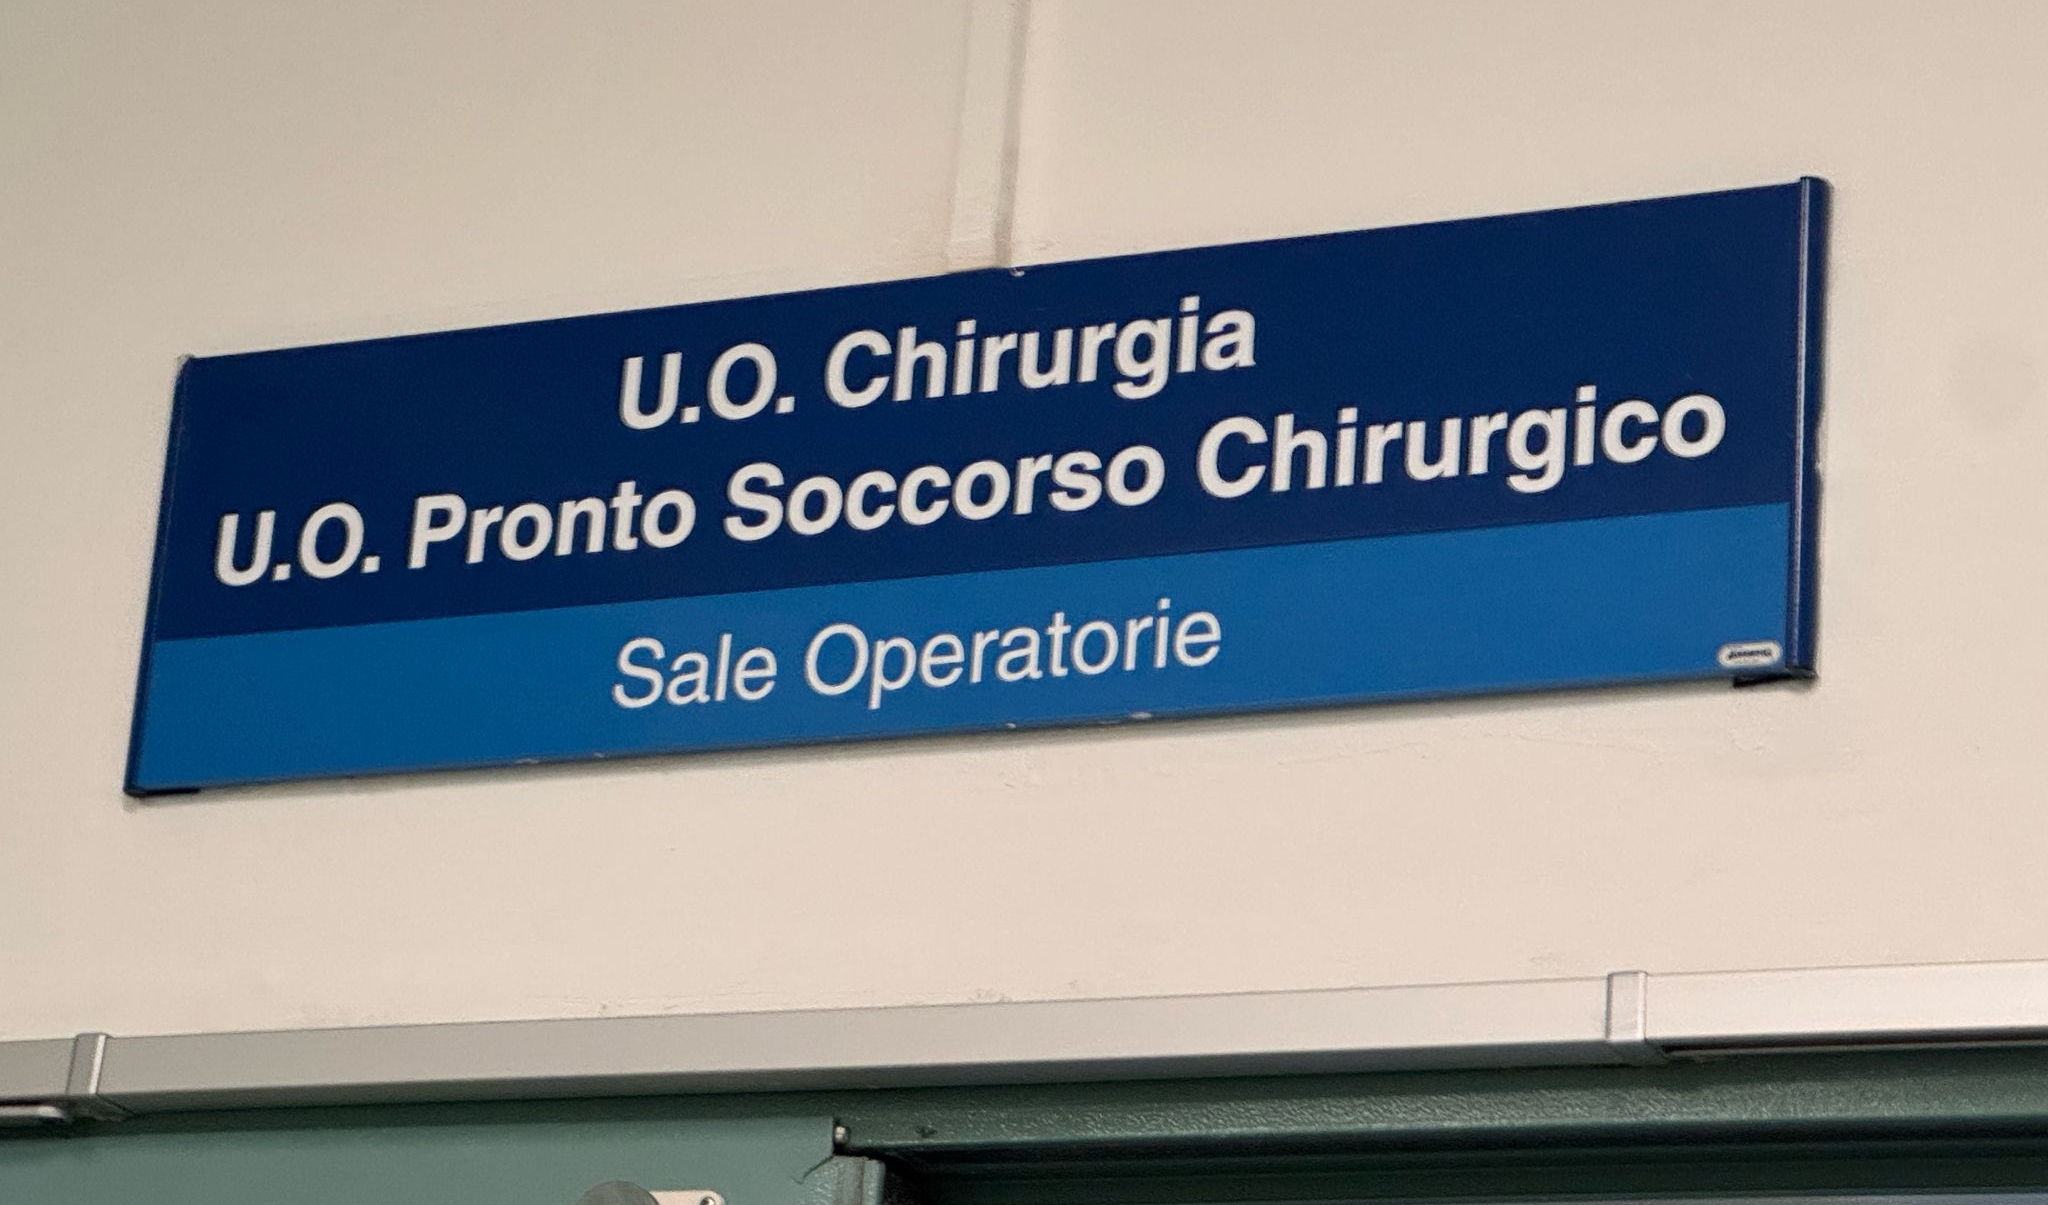 U.O. Chirurgia
U.O. Pronto Soccorso Chirurgico
Sale Operatorie